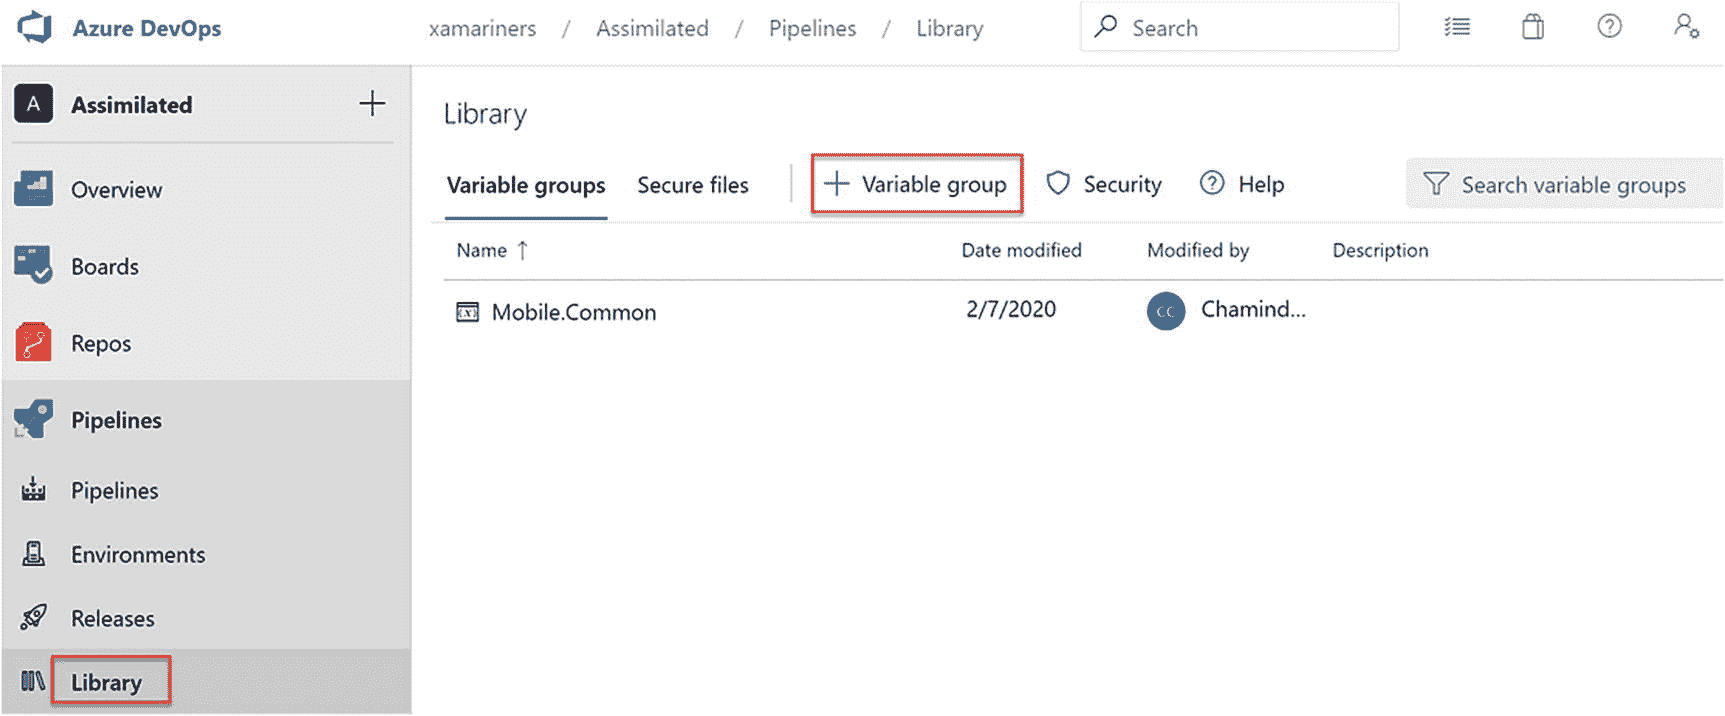 Azure DevOps
xamariners / Assimilated / Pipelines / Library
Search
A Assimilated
Overview
Boards
Repos
Pipelines
Pipelines
Environments
Releases
Library
Library
Variable groups Secure files + Variable group Security ? Help Search variable groups
Name ↑ Date modified Modified by Description
Mobile.Common 2/7/2020 CC Chamind...